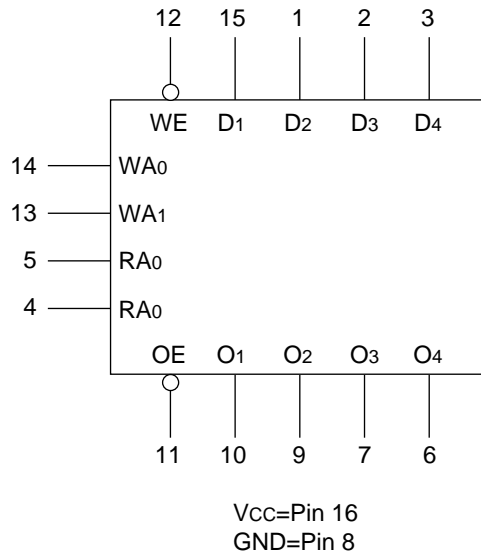 12 15 1 2 3
WE D1 D2 D3 D4
14 WA0
13 WA1
5 RA0
4 RA0
OE O1 O2 O3 O4
11 10 9 7 6
VCC=Pin 16
GND=Pin 8